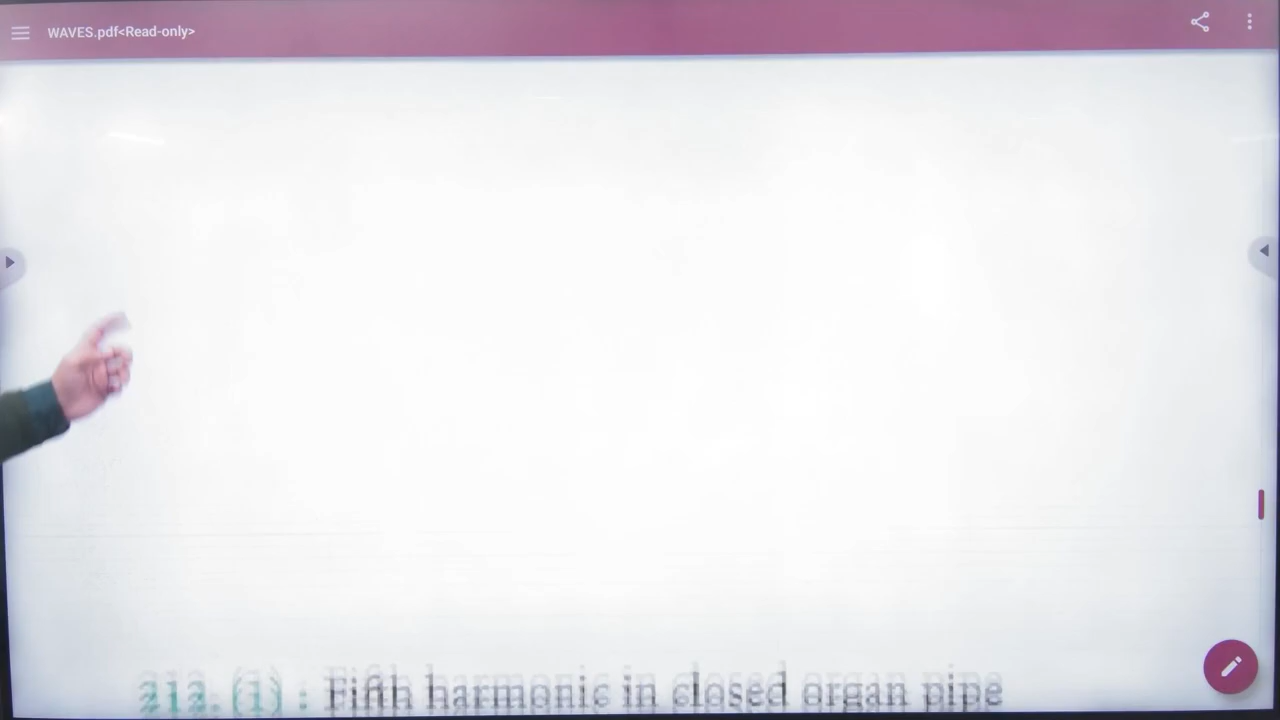 WAVES.pdf<Read-only>
212. (1) : Fifth harmonic in closed organ pipe